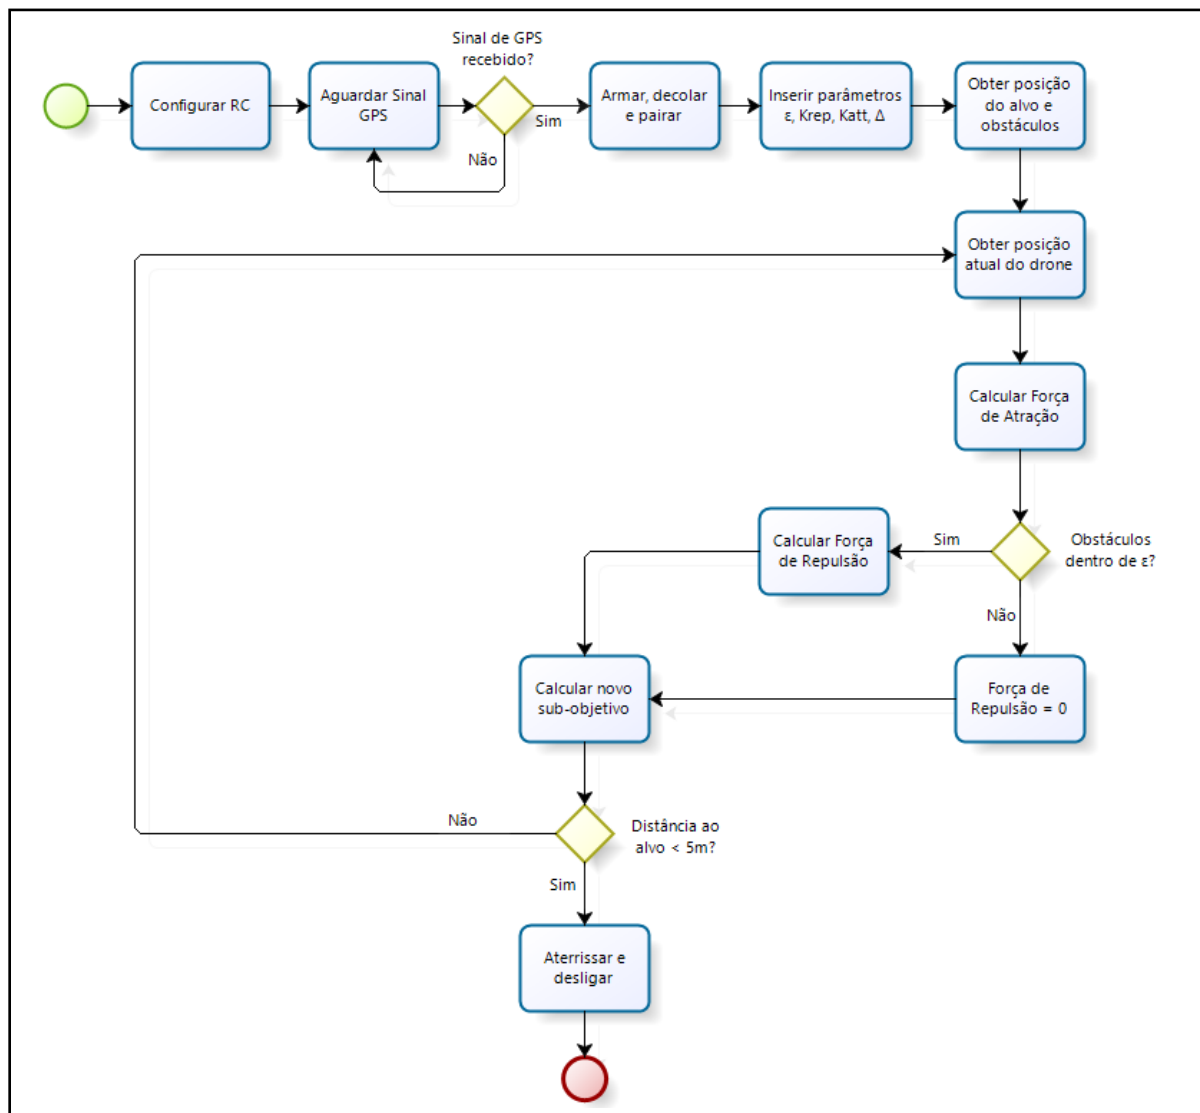 Sinal de GPS
recebido?
Configurar RC
Aguardar Sinal
GPS
Sim
Não
Armar, decolar
e pairar
Inserir parâmetros
ε, Krep, Katt, Δ
Obter posição
do alvo e
obstáculos
Obter posição
atual do drone
Calcular Força
de Atração
Obstáculos
dentro de ε?
Sim
Calcular Força
de Repulsão
Não
Força de
Repulsão = 0
Calcular novo
sub-objetivo
Distância ao
alvo < 5m?
Não
Sim
Aterrissar e
desligar